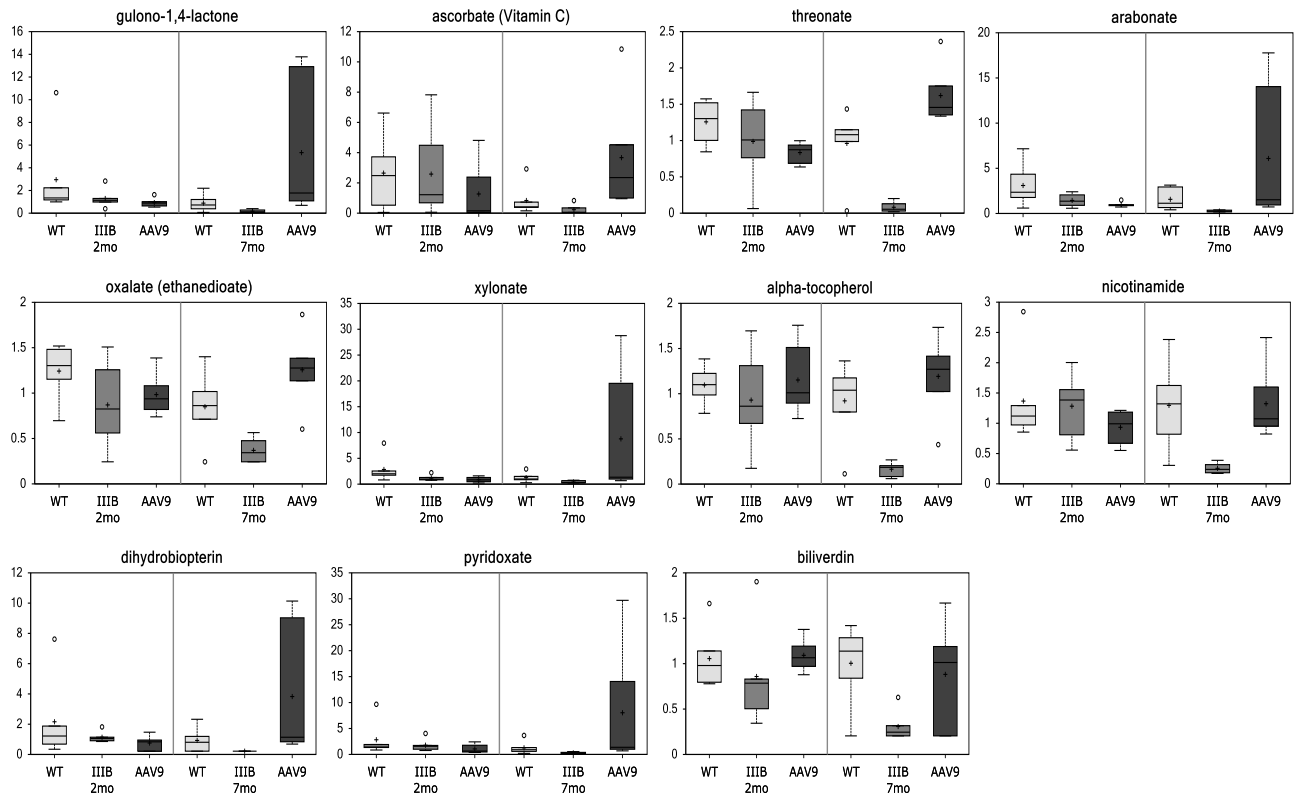 gulono-1,4-lactone
16
14
12
10
8
6
4
2
0
WT IIIB AAV9 WT IIIB AAV9
2mo 7mo
ascorbate (Vitamin C)
12
10
8
6
4
2
0
WT IIIB AAV9 WT IIIB AAV9
2mo 7mo
threonate
2.5
2
1.5
1
0.5
0
WT IIIB AAV9 WT IIIB AAV9
2mo 7mo
arabonate
20
15
10
5
0
WT IIIB AAV9 WT IIIB AAV9
2mo 7mo
oxalate (ethanedioate)
2
1.5
1
0.5
0
WT IIIB AAV9 WT IIIB AAV9
2mo 7mo
xylonate
35
30
25
20
15
10
5
0
WT IIIB AAV9 WT IIIB AAV9
2mo 7mo
alpha-tocopherol
2
1.5
1
0.5
0
WT IIIB AAV9 WT IIIB AAV9
2mo 7mo
nicotinamide
3
2.5
2
1.5
1
0.5
0
WT IIIB AAV9 WT IIIB AAV9
2mo 7mo
dihydrobiopterin
12
10
8
6
4
2
0
WT IIIB AAV9 WT IIIB AAV9
2mo 7mo
pyridoxate
35
30
25
20
15
10
5
0
WT IIIB AAV9 WT IIIB AAV9
2mo 7mo
biliverdin
2
1.5
1
0.5
0
WT IIIB AAV9 WT IIIB AAV9
2mo 7mo